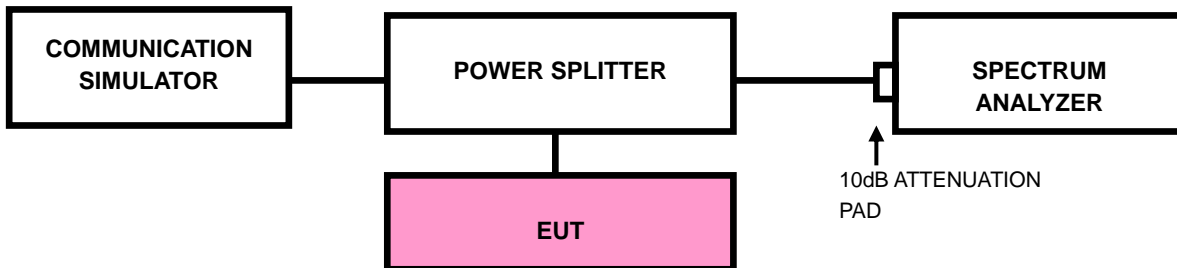 COMMUNICATION
SIMULATOR
POWER SPLITTER
SPECTRUM
ANALYZER
10dB ATTENUATION
PAD
EUT